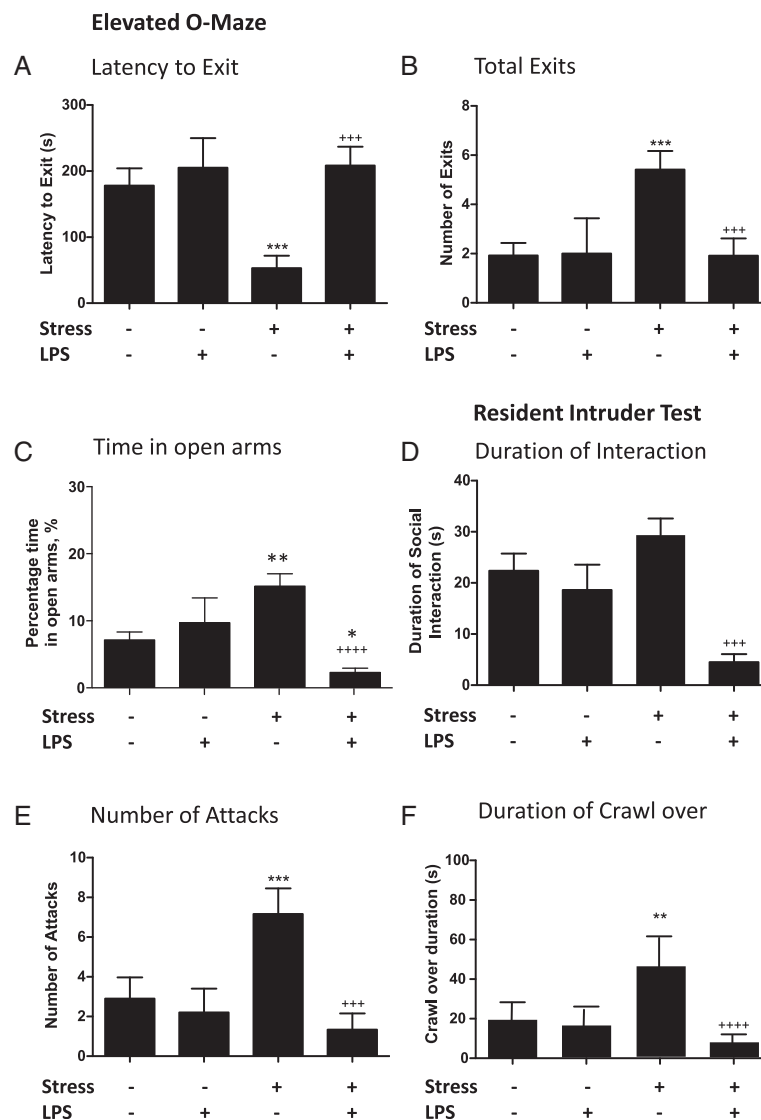 Elevated O-Maze
A Latency to Exit
Latency to Exit (s)
300
200
100
0
***
+++
Stress - - + +
LPS - + - +
B Total Exits
Number of Exits
8
6
4
2
0
***
+++
Stress - - + +
LPS - + - +
C Time in open arms
Percentage time
in open arms, %
30
20
10
0
**
*
++++
Stress - - + +
LPS - + - +
Resident Intruder Test
D Duration of Interaction
Duration of Social
Interaction (s)
40
30
20
10
0
+++
Stress - - + +
LPS - + - +
E Number of Attacks
Number of Attacks
10
8
6
4
2
0
***
+++
Stress - - + +
LPS - + - +
F Duration of Crawl over
Crawl over duration (s)
100
80
60
40
20
0
**
++++
Stress - - + +
LPS - + - +